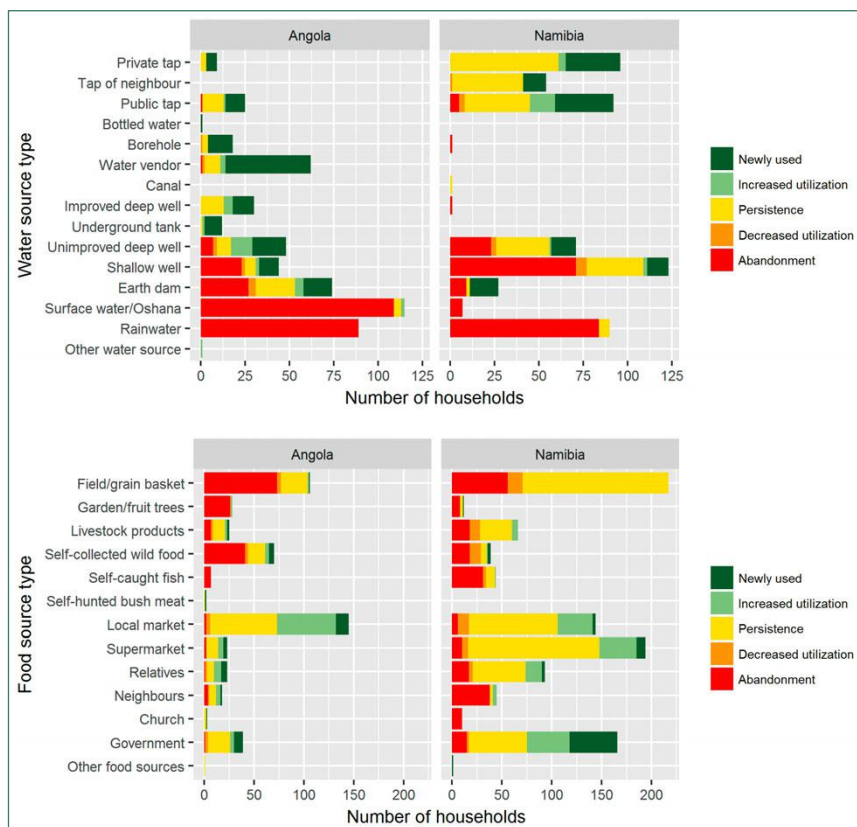 Angola
Namibia
Water source type
Private tap
Tap of neighbour
Public tap
Bottled water
Borehole
Water vendor
Canal
Improved deep well
Underground tank
Unimproved deep well
Shallow well
Earth dam
Surface water/Oshana
Rainwater
Other water source
0 25 50 75 100 125
0 25 50 75 100 125
Number of households
Newly used
Increased utilization
Persistence
Decreased utilization
Abandonment
Angola
Namibia
Food source type
Field/grain basket
Garden/fruit trees
Livestock products
Self-collected wild food
Self-caught fish
Self-hunted bush meat
Local market
Supermarket
Relatives
Neighbours
Church
Government
Other food sources
0 50 100 150 200
0 50 100 150 200
Number of households
Newly used
Increased utilization
Persistence
Decreased utilization
Abandonment